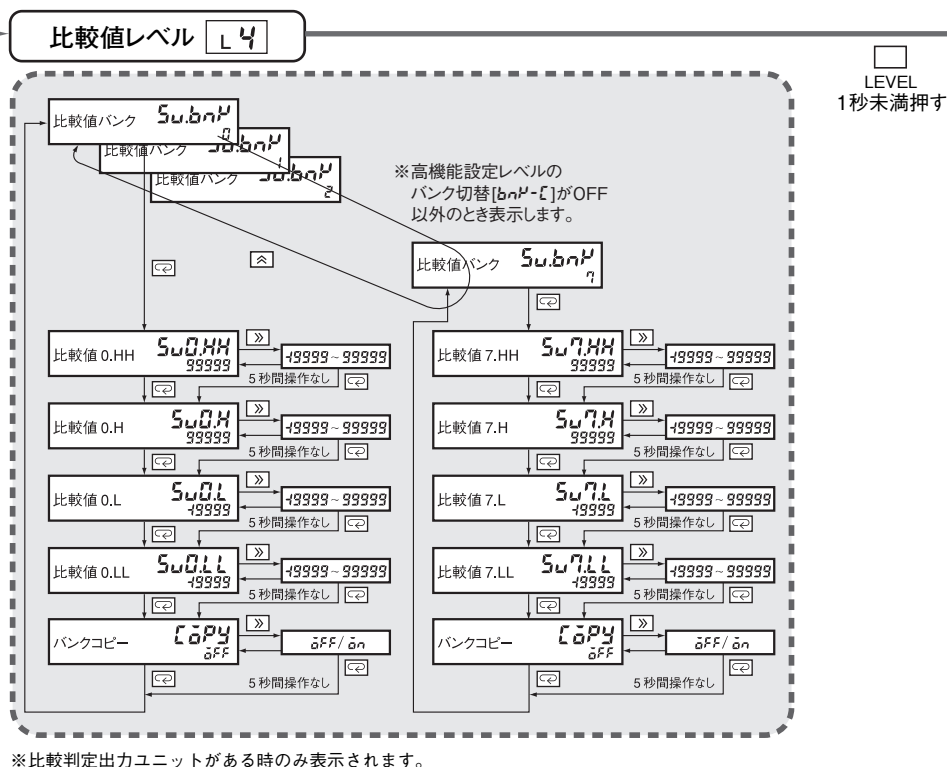 比較値レベル L 4
LEVEL
1秒未満押す
比較値バンク Sv.bnK
0
比較値バンク Sv.bnK
1
比較値バンク Sv.bnK
2
※高機能設定レベルの
バンク切替[bnK-C]がOFF
以外のとき表示します。
比較値バンク Sv.bnK
7
比較値 0.HH Sv0.HH
99999
-19999~99999
5秒間操作なし
比較値 0.H Sv0.H
99999
-19999~99999
5秒間操作なし
比較値 0.L Sv0.L
-19999
-19999~99999
5秒間操作なし
比較値 0.LL Sv0.LL
-19999
-19999~99999
5秒間操作なし
バンクコピー CoPY
oFF
oFF/on
5秒間操作なし
比較値 7.HH Sv7.HH
99999
-19999~99999
5秒間操作なし
比較値 7.H Sv7.H
99999
-19999~99999
5秒間操作なし
比較値 7.L Sv7.L
-19999
-19999~99999
5秒間操作なし
比較値 7.LL Sv7.LL
-19999
-19999~99999
5秒間操作なし
バンクコピー CoPY
oFF
oFF/on
5秒間操作なし
※比較判定出力ユニットがある時のみ表示されます。